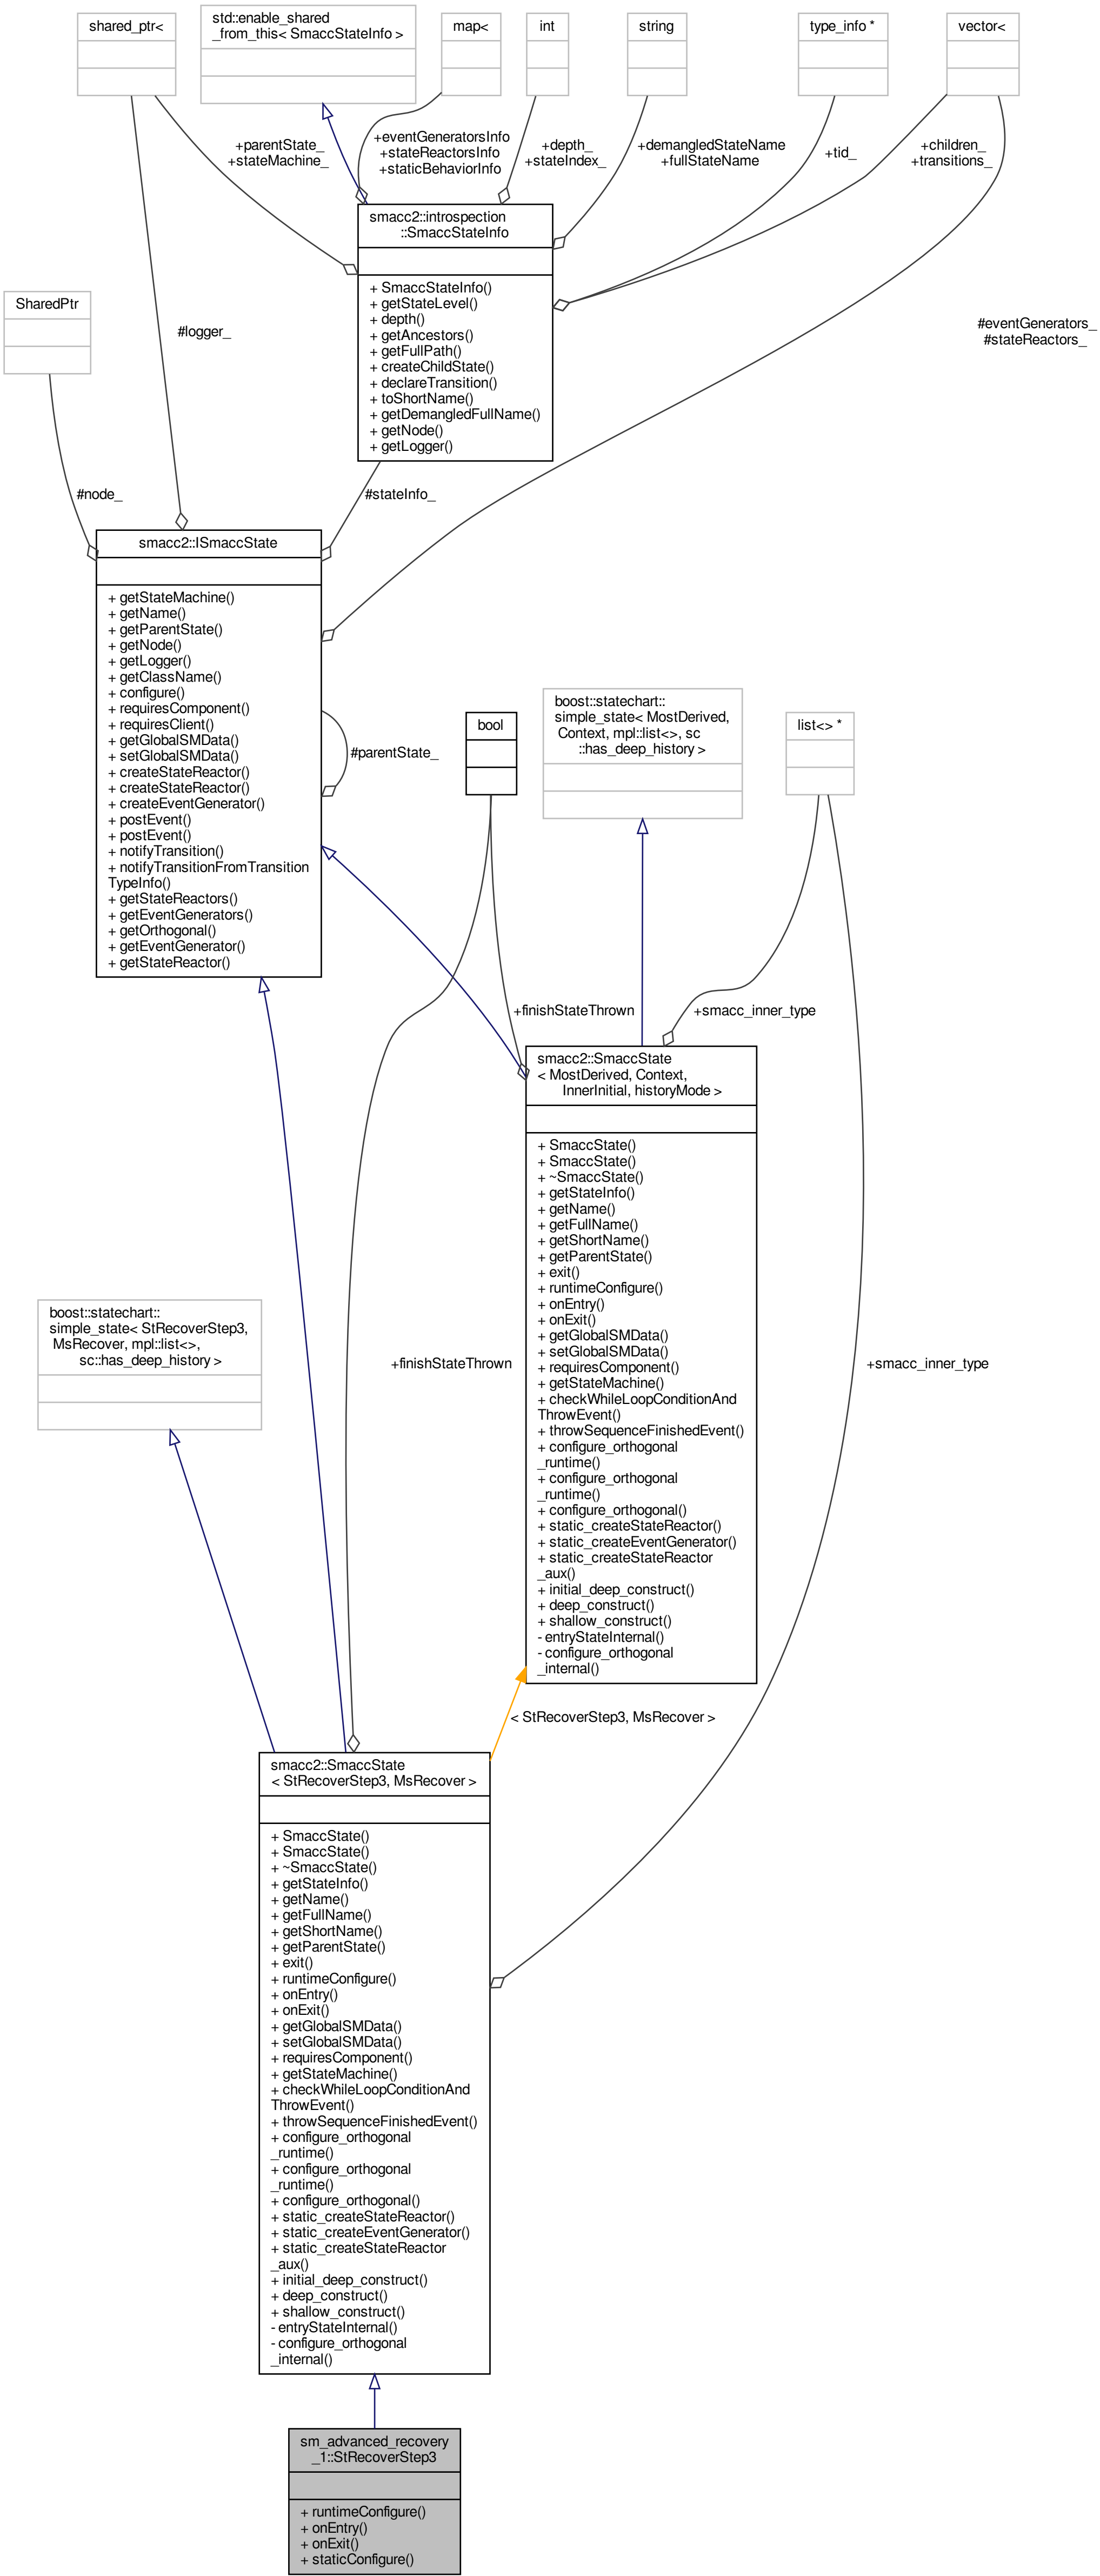 shared_ptr<
std::enable_shared
_from_this< SmaccStateInfo >
map<
int
string
type_info *
vector<
+parentState_
+stateMachine_
+eventGeneratorsInfo
+stateReactorsInfo
+staticBehaviorInfo
+depth_
+stateIndex_
+demangledStateName
+fullStateName
+tid_
+children_
+transitions_
smacc2::introspection
::SmaccStateInfo
+ SmaccStateInfo()
+ getStateLevel()
+ depth()
+ getAncestors()
+ getFullPath()
+ createChildState()
+ declareTransition()
+ toShortName()
+ getDemangledFullName()
+ getNode()
+ getLogger()
SharedPtr
#logger_
#eventGenerators_
#stateReactors_
#node_
#stateInfo_
smacc2::ISmaccState
+ getStateMachine()
+ getName()
+ getParentState()
+ getNode()
+ getLogger()
+ getClassName()
+ configure()
+ requiresComponent()
+ requiresClient()
+ getGlobalSMData()
+ setGlobalSMData()
+ createStateReactor()
+ createStateReactor()
+ createEventGenerator()
+ postEvent()
+ postEvent()
+ notifyTransition()
+ notifyTransitionFromTransition
TypeInfo()
+ getStateReactors()
+ getEventGenerators()
+ getOrthogonal()
+ getEventGenerator()
+ getStateReactor()
#parentState_
bool
boost::statechart::
simple_state< MostDerived,
Context, mpl::list<>, sc
::has_deep_history >
list<> *
+finishStateThrown
+smacc_inner_type
smacc2::SmaccState
< MostDerived, Context,
InnerInitial, historyMode >
+ SmaccState()
+ SmaccState()
+ ~SmaccState()
+ getStateInfo()
+ getName()
+ getFullName()
+ getShortName()
+ getParentState()
+ exit()
+ runtimeConfigure()
+ onEntry()
+ onExit()
+ getGlobalSMData()
+ setGlobalSMData()
+ requiresComponent()
+ getStateMachine()
+ checkWhileLoopConditionAnd
ThrowEvent()
+ throwSequenceFinishedEvent()
+ configure_orthogonal
_runtime()
+ configure_orthogonal
_runtime()
+ configure_orthogonal()
+ static_createStateReactor()
+ static_createEventGenerator()
+ static_createStateReactor
_aux()
+ initial_deep_construct()
+ deep_construct()
+ shallow_construct()
- entryStateInternal()
- configure_orthogonal
_internal()
boost::statechart::
simple_state< StRecoverStep3,
MsRecover, mpl::list<>,
sc::has_deep_history >
+finishStateThrown
+smacc_inner_type
< StRecoverStep3, MsRecover >
smacc2::SmaccState
< StRecoverStep3, MsRecover >
+ SmaccState()
+ SmaccState()
+ ~SmaccState()
+ getStateInfo()
+ getName()
+ getFullName()
+ getShortName()
+ getParentState()
+ exit()
+ runtimeConfigure()
+ onEntry()
+ onExit()
+ getGlobalSMData()
+ setGlobalSMData()
+ requiresComponent()
+ getStateMachine()
+ checkWhileLoopConditionAnd
ThrowEvent()
+ throwSequenceFinishedEvent()
+ configure_orthogonal
_runtime()
+ configure_orthogonal
_runtime()
+ configure_orthogonal()
+ static_createStateReactor()
+ static_createEventGenerator()
+ static_createStateReactor
_aux()
+ initial_deep_construct()
+ deep_construct()
+ shallow_construct()
- entryStateInternal()
- configure_orthogonal
_internal()
sm_advanced_recovery
_1::StRecoverStep3
+ runtimeConfigure()
+ onEntry()
+ onExit()
+ staticConfigure()